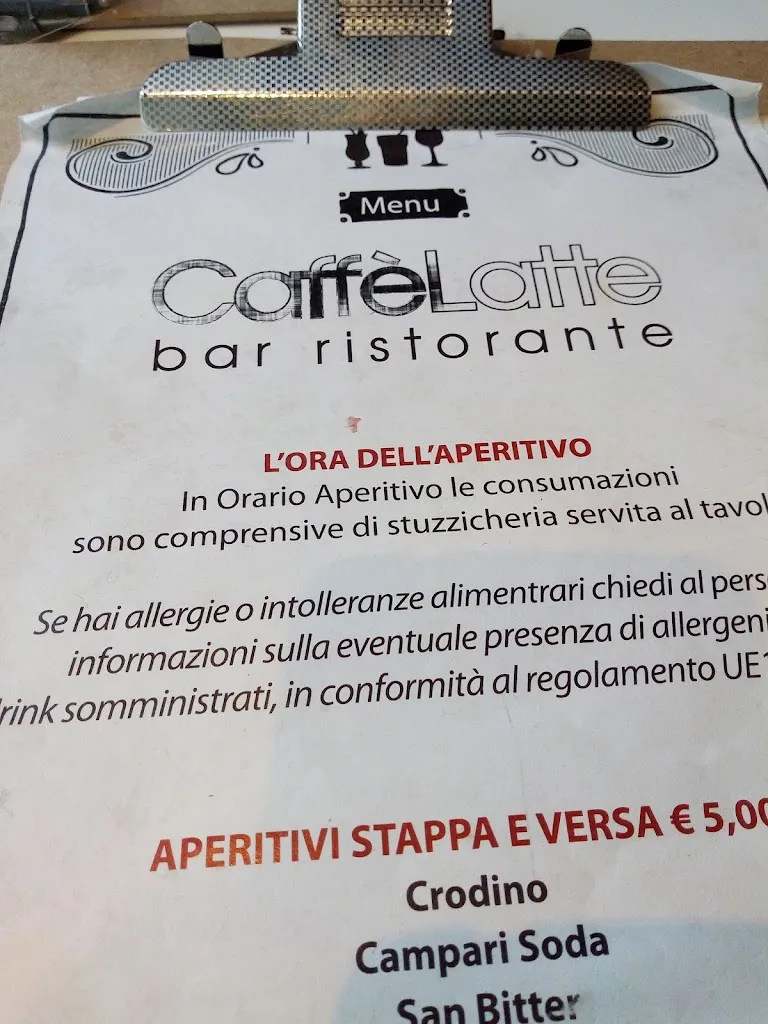 Menu
CaffèLatte
bar ristorante
L'ORA DELL'APERITIVO
In Orario Aperitivo le consumazioni
sono comprensive di stuzzicheria servita al tavol
Se hai allergie o intolleranze alimentrari chiedi al pers
informazioni sulla eventuale presenza di allergeni
drink somministrati, in conformità al regolamento UE1
APERITIVI STAPPA E VERSA € 5,00
Crodino
Campari Soda
San Bitter